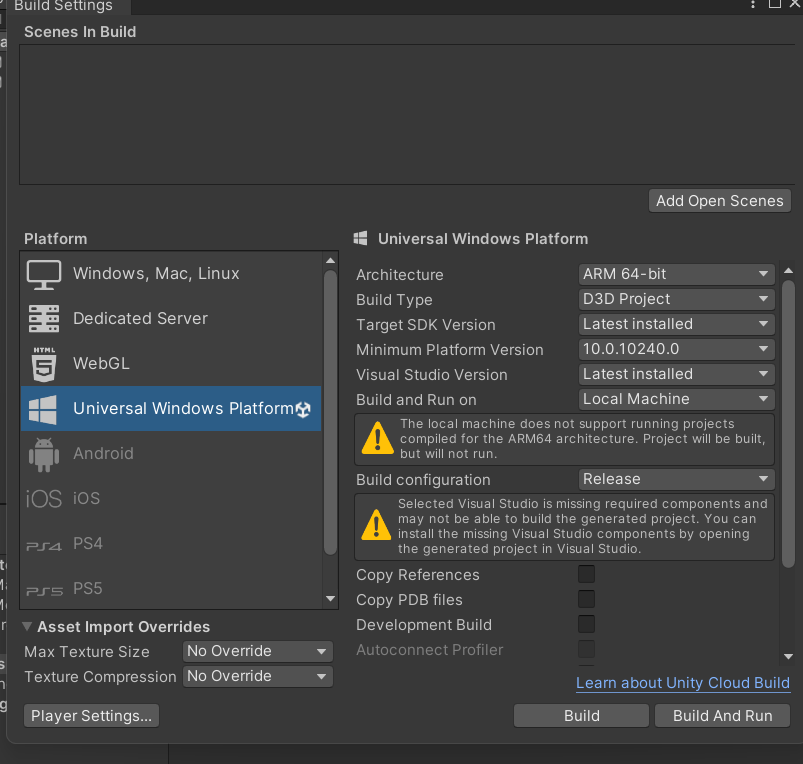 Build Settings
Scenes In Build
Add Open Scenes
Platform
Windows, Mac, Linux
Dedicated Server
HTML
5
WebGL
Universal Windows Platform
Android
iOS iOS
PS4 PS4
PS5 PS5
Universal Windows Platform
Architecture ARM 64-bit
Build Type D3D Project
Target SDK Version Latest installed
Minimum Platform Version 10.0.10240.0
Visual Studio Version Latest installed
Build and Run on Local Machine
The local machine does not support running projects
compiled for the ARM64 architecture. Project will be built,
but will not run.
Build configuration Release
Selected Visual Studio is missing required components and
may not be able to build the generated project. You can
install the missing Visual Studio components by opening
the generated project in Visual Studio.
Copy References
Copy PDB files
Development Build
Autoconnect Profiler
Asset Import Overrides
Max Texture Size No Override
Texture Compression No Override
Learn about Unity Cloud Build
Player Settings...
Build
Build And Run